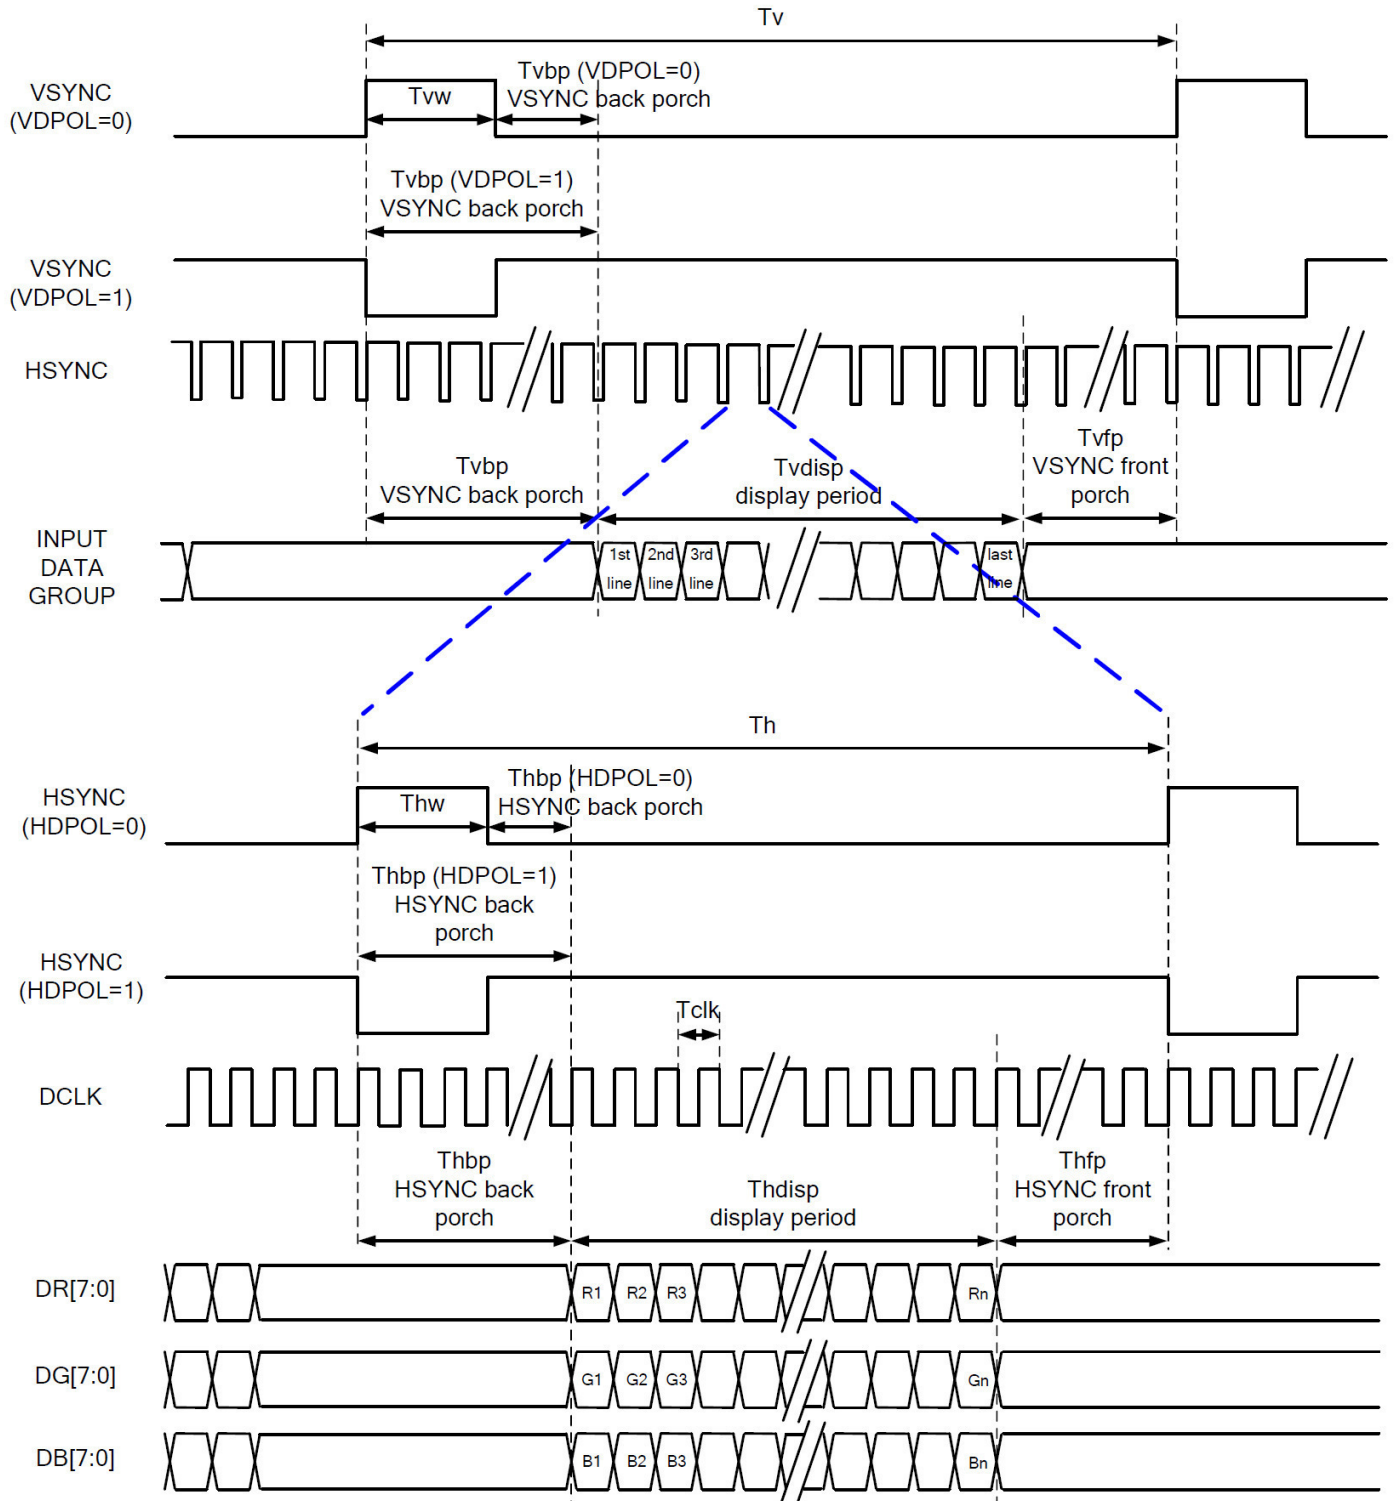 Tv
VSYNC
(VDPOL=0)
Tvw
Tvbp (VDPOL=0)
VSYNC back porch
Tvbp (VDPOL=1)
VSYNC back porch
VSYNC
(VDPOL=1)
HSYNC
Tvbp
VSYNC back porch
Tvdisp
display period
Tvfp
VSYNC front
porch
INPUT
DATA
GROUP
1st
line
2nd
line
3rd
line
last
line
Th
HSYNC
(HDPOL=0)
Thw
Thbp (HDPOL=0)
HSYNC back porch
Thbp (HDPOL=1)
HSYNC back
porch
HSYNC
(HDPOL=1)
Tclk
DCLK
Thbp
HSYNC back
porch
Thdisp
display period
Thfp
HSYNC front
porch
DR[7:0]
R1 R2 R3 Rn
DG[7:0]
G1 G2 G3 Gn
DB[7:0]
B1 B2 B3 Bn